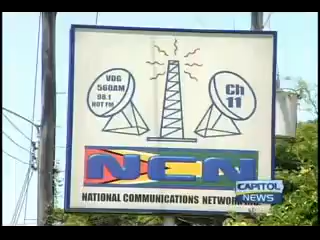 VOG
560AM
98.1
HOT FM
Ch
11
NCN
NATIONAL COMMUNICATIONS NETWORK
CAPITOL
NEWS